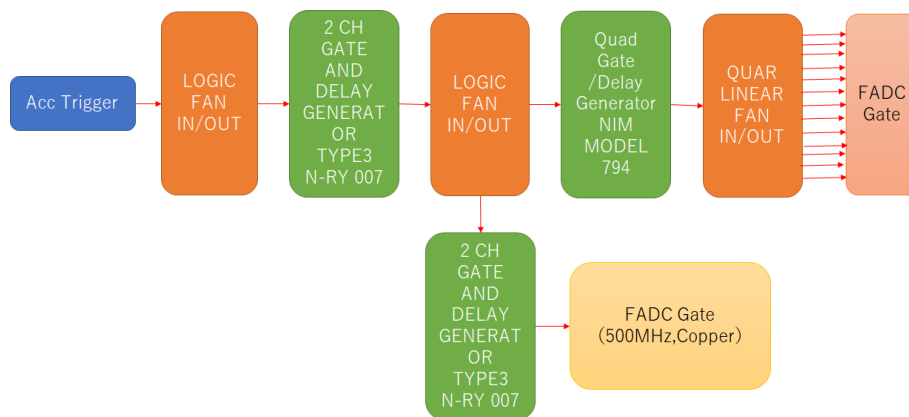 Acc Trigger
LOGIC
FAN
IN/OUT
2 CH
GATE
AND
DELAY
GENERAT
OR
TYPE3
N-RY 007
LOGIC
FAN
IN/OUT
Quad
Gate
/Delay
Generator
NIM
MODEL
794
QUAR
LINEAR
FAN
IN/OUT
FADC
Gate
2 CH
GATE
AND
DELAY
GENERAT
OR
TYPE3
N-RY 007
FADC Gate
(500MHz,Copper)